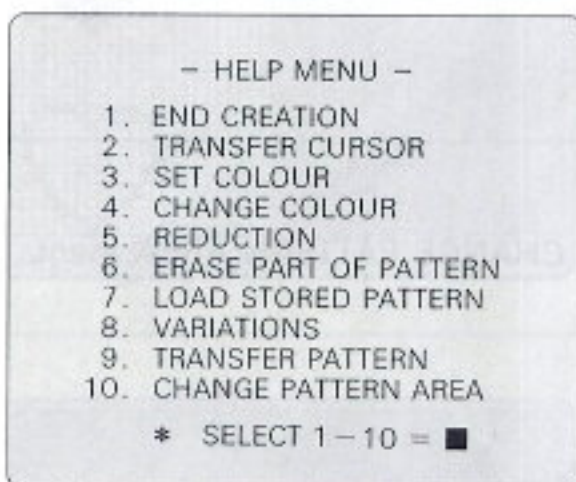 – HELP MENU –
1. END CREATION
2. TRANSFER CURSOR
3. SET COLOUR
4. CHANGE COLOUR
5. REDUCTION
6. ERASE PART OF PATTERN
7. LOAD STORED PATTERN
8. VARIATIONS
9. TRANSFER PATTERN
10. CHANGE PATTERN AREA
* SELECT 1–10 = ■